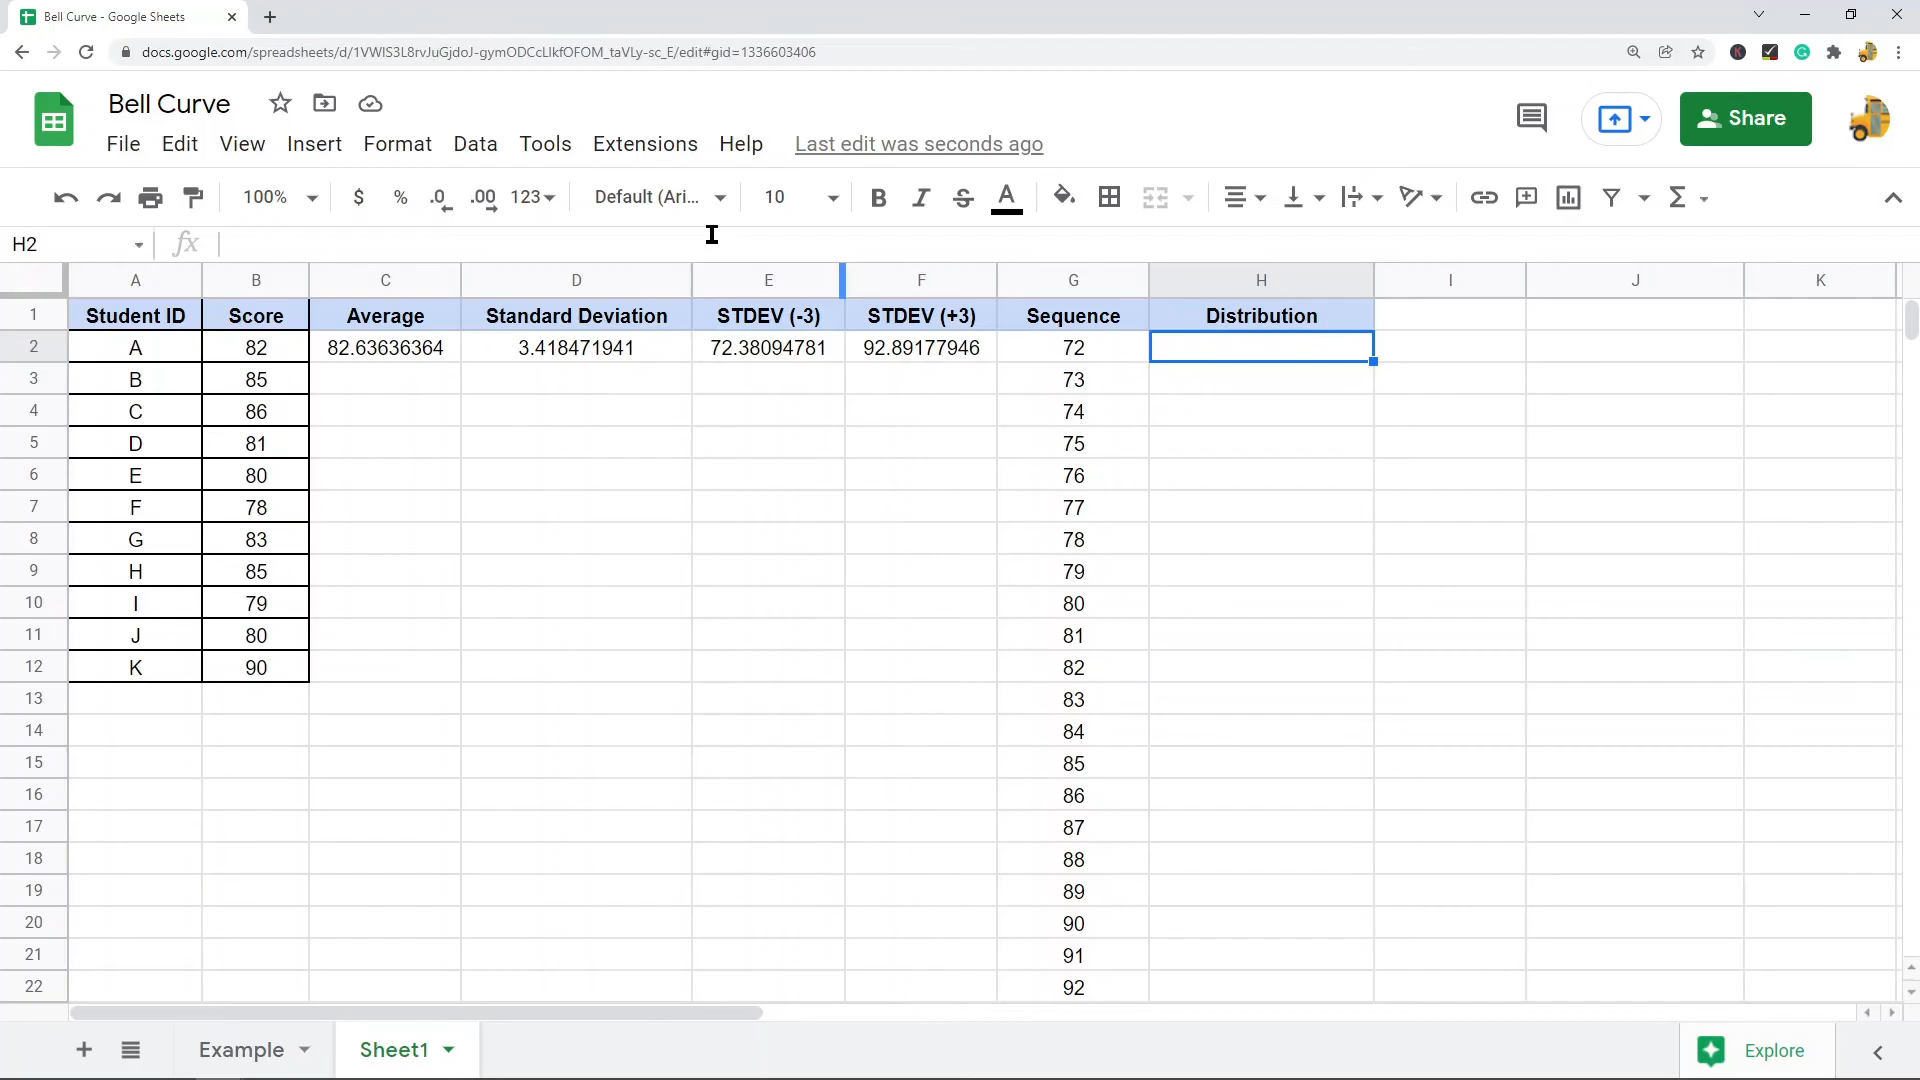 Bell Curve - Google Sheets
docs.google.com/spreadsheets/d/1VWIS3L8rvJuGjdoJ-gymODCcLIkfOFOM_taVLy-sc_E/edit#gid=1336603406
Bell Curve
Share
File Edit View Insert Format Data Tools Extensions Help Last edit was seconds ago
100% $ % .0 .00 123 Default (Ari... 10 B I S A Σ
H2 fx
A B C D E F G H I J K
1 Student ID Score Average Standard Deviation STDEV (-3) STDEV (+3) Sequence Distribution
2 A 82 82.63636364 3.418471941 72.38094781 92.89177946 72
3 B 85 73
4 C 86 74
5 D 81 75
6 E 80 76
7 F 78 77
8 G 83 78
9 H 85 79
10 I 79 80
11 J 80 81
12 K 90 82
13 83
14 84
15 85
16 86
17 87
18 88
19 89
20 90
21 91
22 92
Example Sheet1 Explore